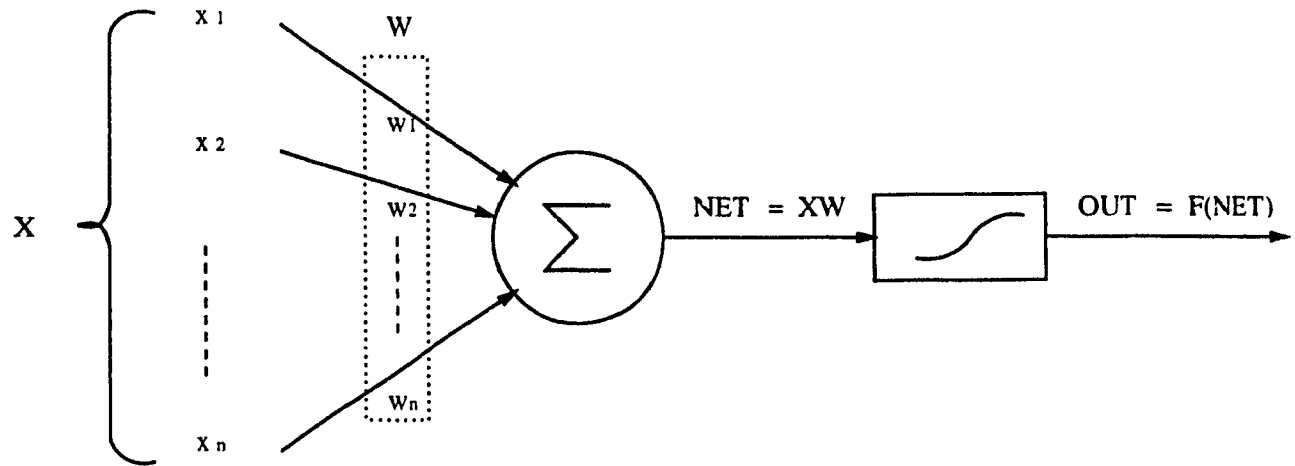 X
X 1
X 2
X n
W
W1
W2
Wn
Σ
NET = XW
OUT = F(NET)